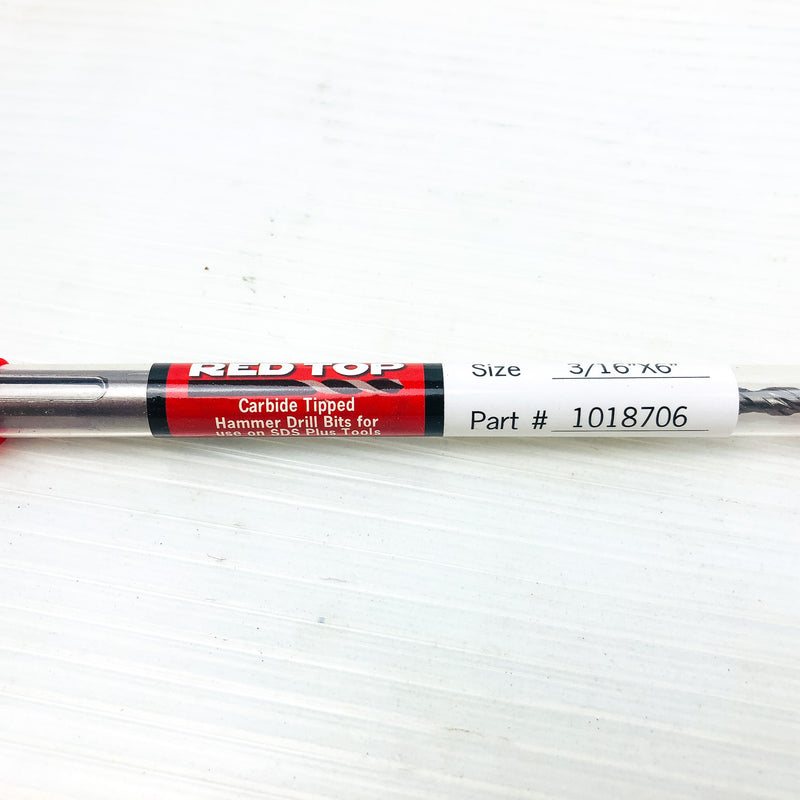 RED TOP
Carbide Tipped
Hammer Drill Bits for
use on SDS Plus Tools
Size 3/16"X6"
Part # 1018706